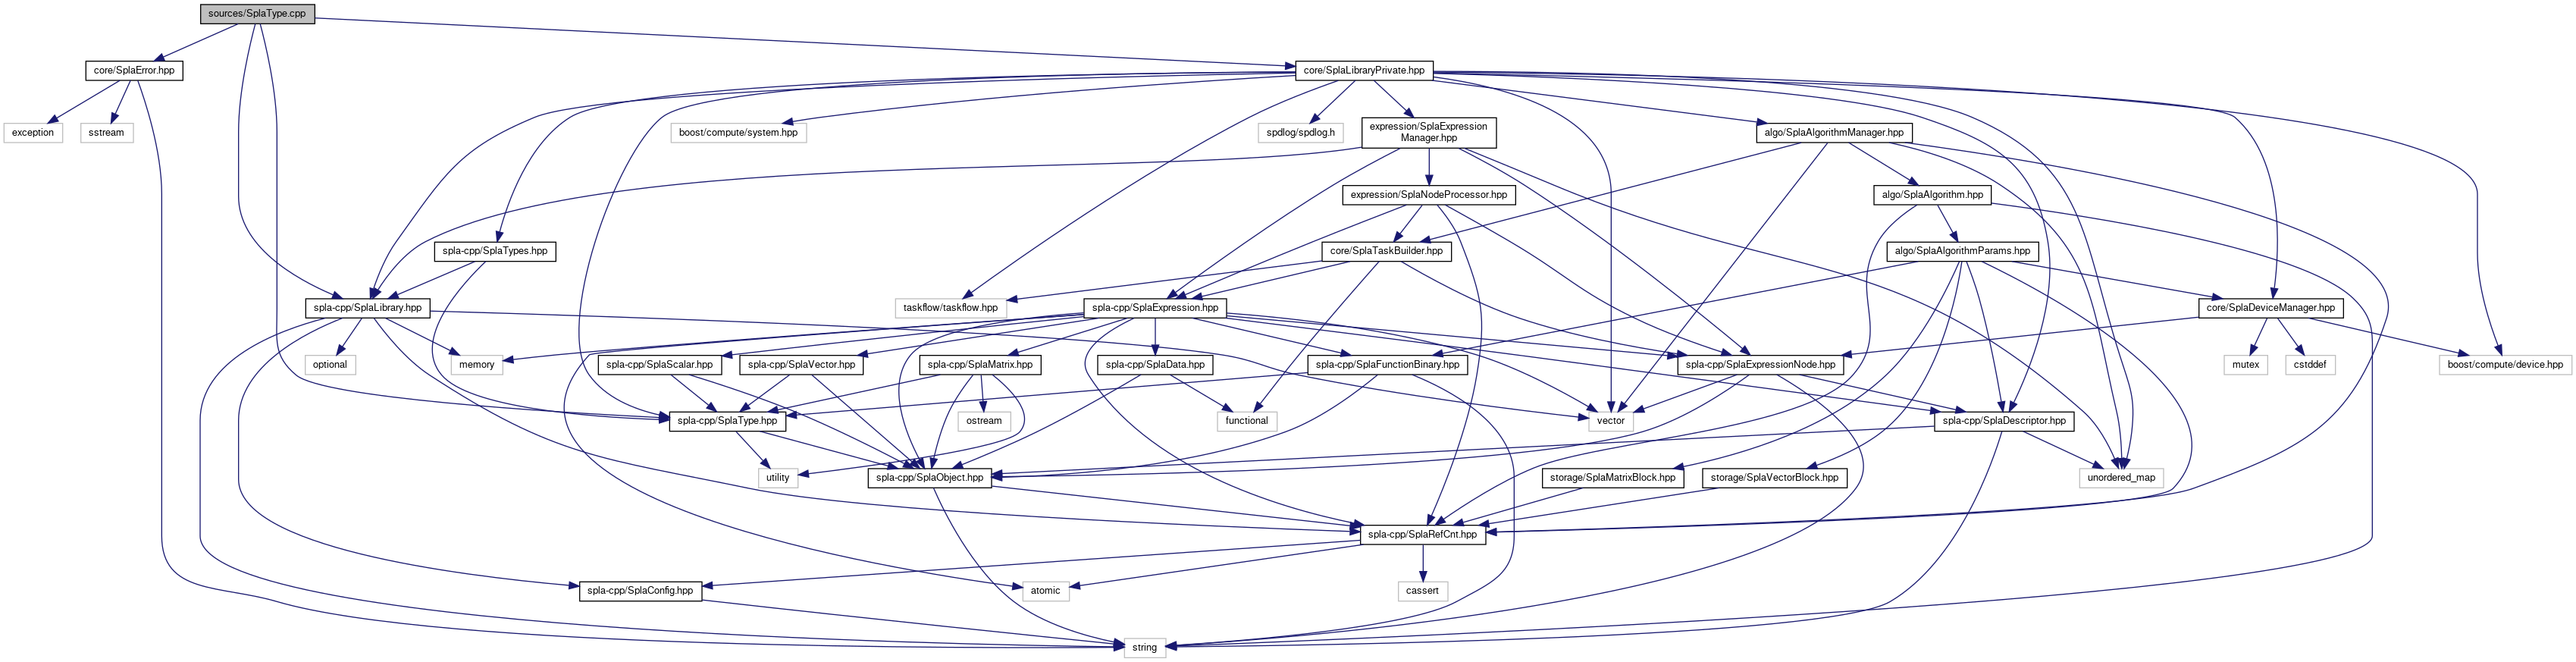 sources/SplaType.cpp
core/SplaError.hpp
core/SplaLibraryPrivate.hpp
exception
sstream
boost/compute/system.hpp
spdlog/spdlog.h
expression/SplaExpression
Manager.hpp
algo/SplaAlgorithmManager.hpp
expression/SplaNodeProcessor.hpp
algo/SplaAlgorithm.hpp
spla-cpp/SplaTypes.hpp
core/SplaTaskBuilder.hpp
algo/SplaAlgorithmParams.hpp
spla-cpp/SplaLibrary.hpp
taskflow/taskflow.hpp
spla-cpp/SplaExpression.hpp
core/SplaDeviceManager.hpp
optional
memory
spla-cpp/SplaScalar.hpp
spla-cpp/SplaVector.hpp
spla-cpp/SplaMatrix.hpp
spla-cpp/SplaData.hpp
spla-cpp/SplaFunctionBinary.hpp
spla-cpp/SplaExpressionNode.hpp
mutex
cstddef
boost/compute/device.hpp
spla-cpp/SplaType.hpp
ostream
functional
vector
spla-cpp/SplaDescriptor.hpp
utility
spla-cpp/SplaObject.hpp
storage/SplaMatrixBlock.hpp
storage/SplaVectorBlock.hpp
unordered_map
spla-cpp/SplaRefCnt.hpp
spla-cpp/SplaConfig.hpp
atomic
cassert
string